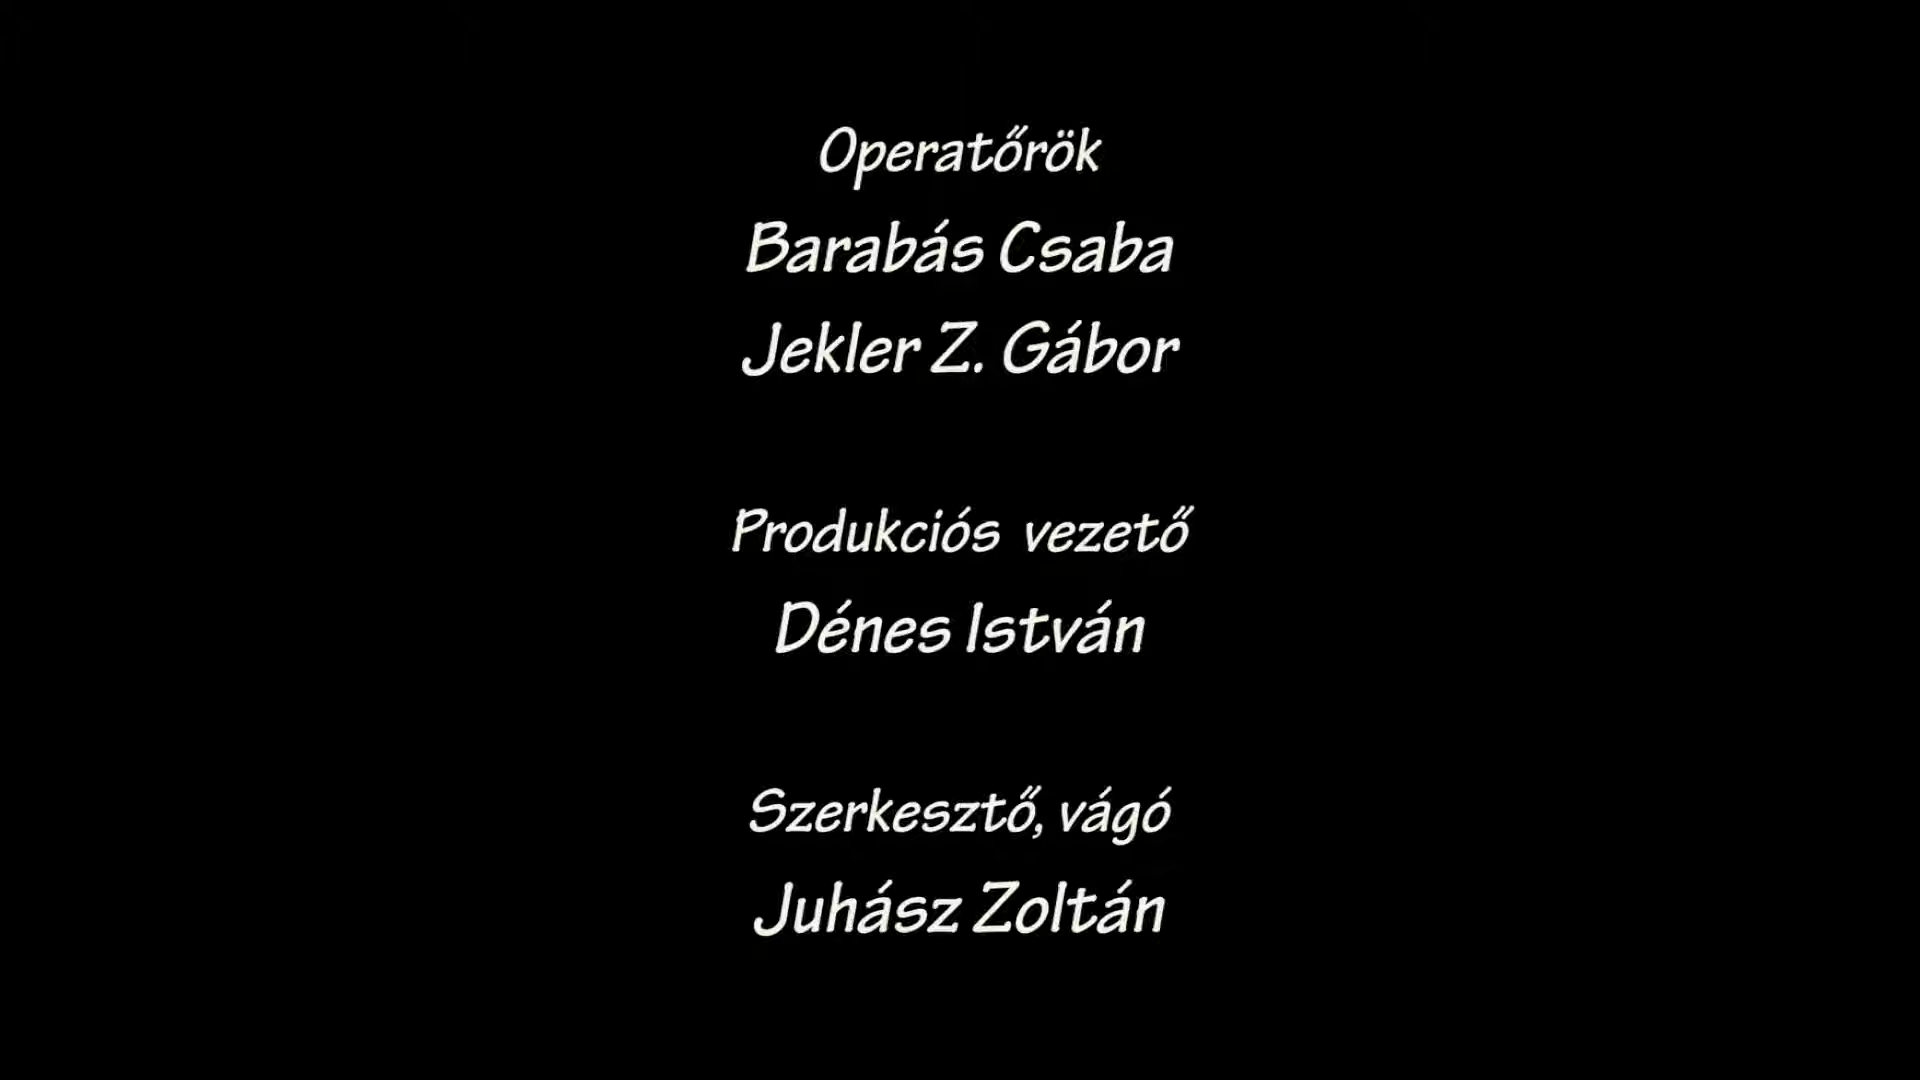 Operatőrök
Barabás Csaba
Jekler Z. Gábor
Produkciós vezető
Dénes István
Szerkesztő, vágó
Juhász Zoltán